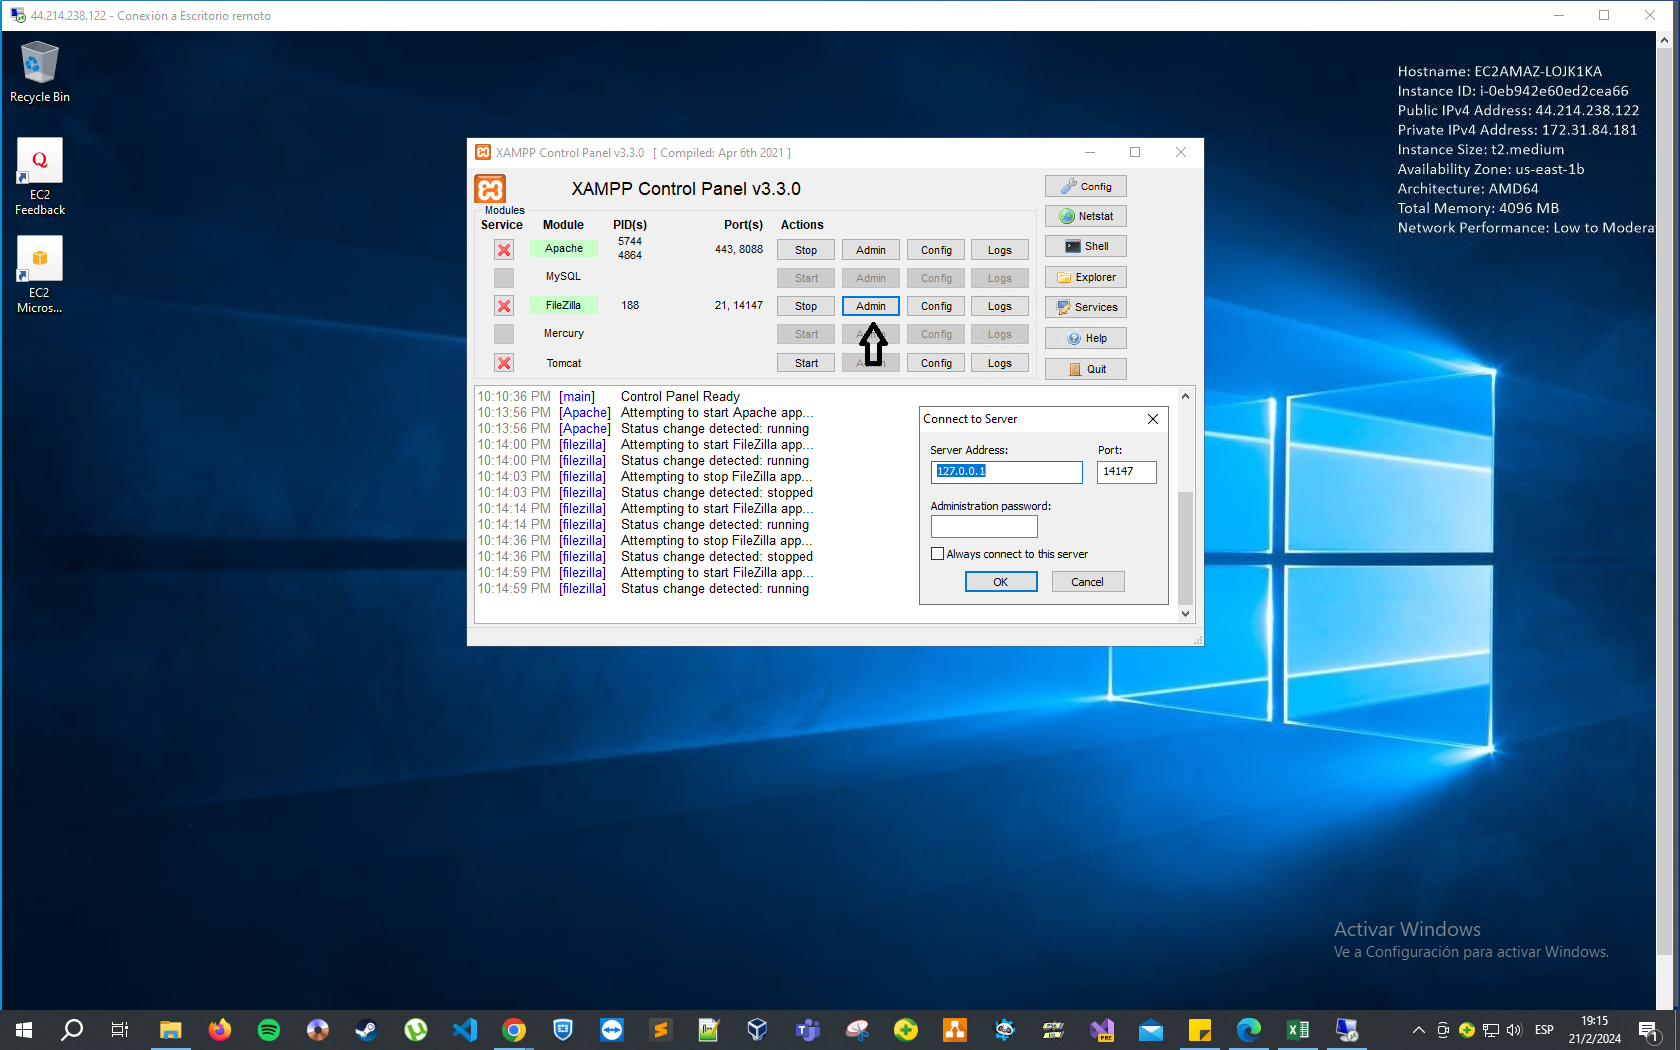 44.214.238.122 - Conexión a Escritorio remoto
Recycle Bin
EC2
Feedback
EC2
Micros...
Hostname: EC2AMAZ-LOJK1KA
Instance ID: i-0eb942e60ed2cea66
Public IPv4 Address: 44.214.238.122
Private IPv4 Address: 172.31.84.181
Instance Size: t2.medium
Availability Zone: us-east-1b
Architecture: AMD64
Total Memory: 4096 MB
Network Performance: Low to Modera
XAMPP Control Panel v3.3.0 [ Compiled: Apr 6th 2021 ]
XAMPP Control Panel v3.3.0
Config
Modules
Service Module PID(s) Port(s) Actions
Netstat
Apache 5744 4864 443, 8088 Stop Admin Config Logs
Shell
MySQL Start Admin Config Logs
Explorer
FileZilla 188 21, 14147 Stop Admin Config Logs
Services
Mercury Start Admin Config Logs
Help
Tomcat Start Admin Config Logs
Quit
10:10:36 PM [main] Control Panel Ready
10:13:56 PM [Apache] Attempting to start Apache app...
10:13:56 PM [Apache] Status change detected: running
10:14:00 PM [filezilla] Attempting to start FileZilla app...
10:14:00 PM [filezilla] Status change detected: running
10:14:03 PM [filezilla] Attempting to stop FileZilla app...
10:14:03 PM [filezilla] Status change detected: stopped
10:14:14 PM [filezilla] Attempting to start FileZilla app...
10:14:14 PM [filezilla] Status change detected: running
10:14:36 PM [filezilla] Attempting to stop FileZilla app...
10:14:36 PM [filezilla] Status change detected: stopped
10:14:59 PM [filezilla] Attempting to start FileZilla app...
10:14:59 PM [filezilla] Status change detected: running
Connect to Server
Server Address: Port:
127.0.0.1 14147
Administration password:
Always connect to this server
OK Cancel
Activar Windows
Ve a Configuración para activar Windows.
ESP
19:15
21/2/2024
1